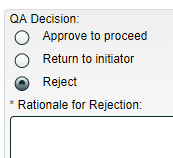 QA Decision:
Approve to proceed
Return to initiator
Reject
* Rationale for Rejection: